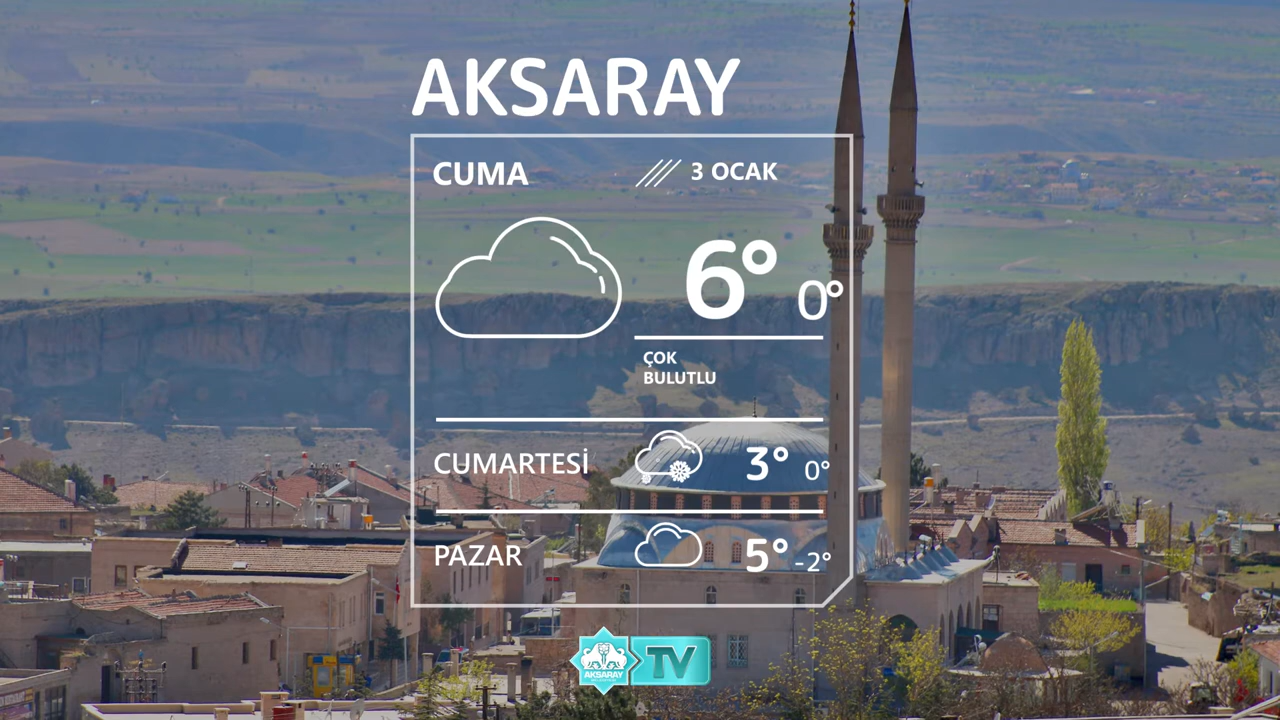 AKSARAY
CUMA
3 OCAK
6° 0°
ÇOK
BULUTLU
CUMARTESİ 3° 0°
PAZAR 5° -2°
AKSARAY
TV